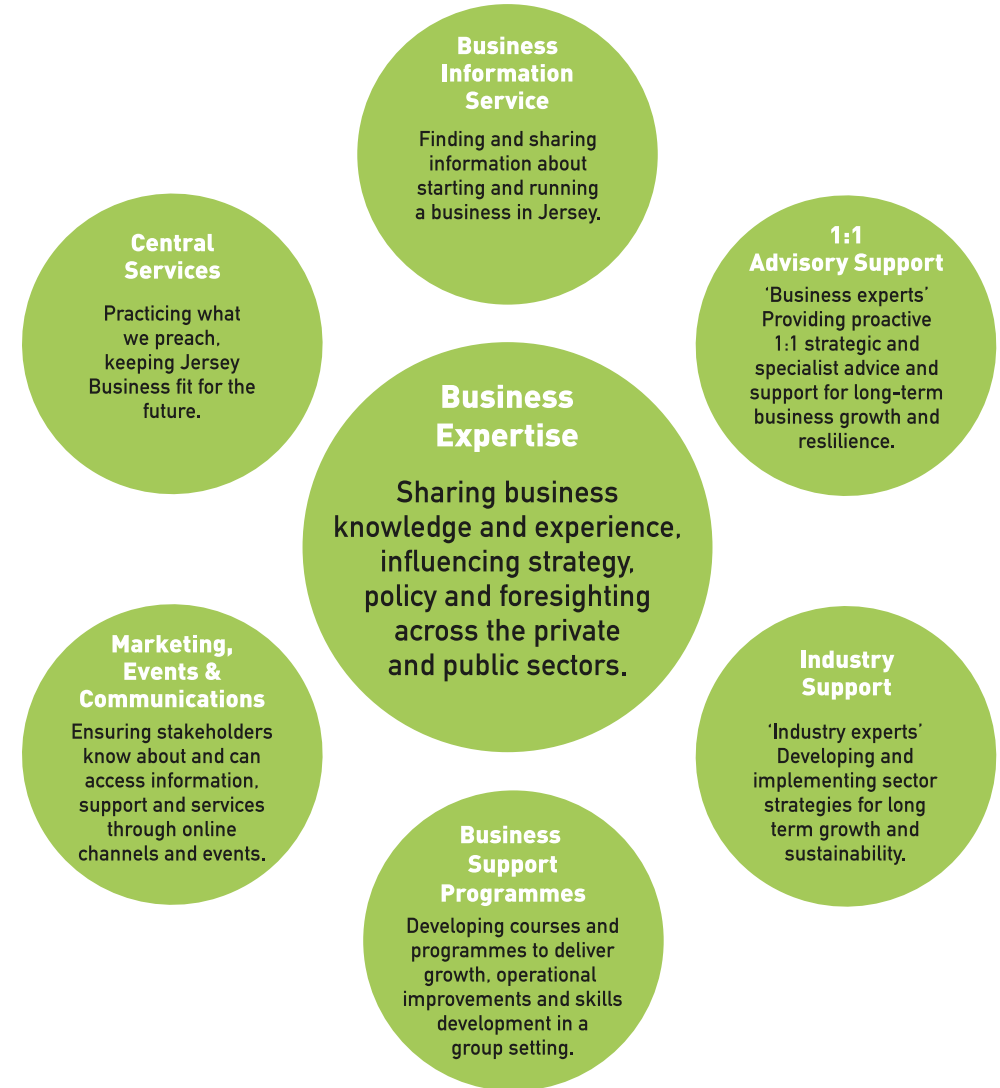 Business
Information
Service
Finding and sharing
information about
starting and running
a business in Jersey.
Central
Services
Practicing what
we preach,
keeping Jersey
Business fit for the
future.
1:1
Advisory Support
‘Business experts’
Providing proactive
1:1 strategic and
specialist advice and
support for long-term
business growth and
reslilience.
Business
Expertise
Sharing business
knowledge and experience,
influencing strategy,
policy and foresighting
across the private
and public sectors.
Marketing,
Events &
Communications
Ensuring stakeholders
know about and can
access information,
support and services
through online
channels and events.
Industry
Support
‘Industry experts’
Developing and
implementing sector
strategies for long
term growth and
sustainability.
Business
Support
Programmes
Developing courses and
programmes to deliver
growth, operational
improvements and skills
development in a
group setting.